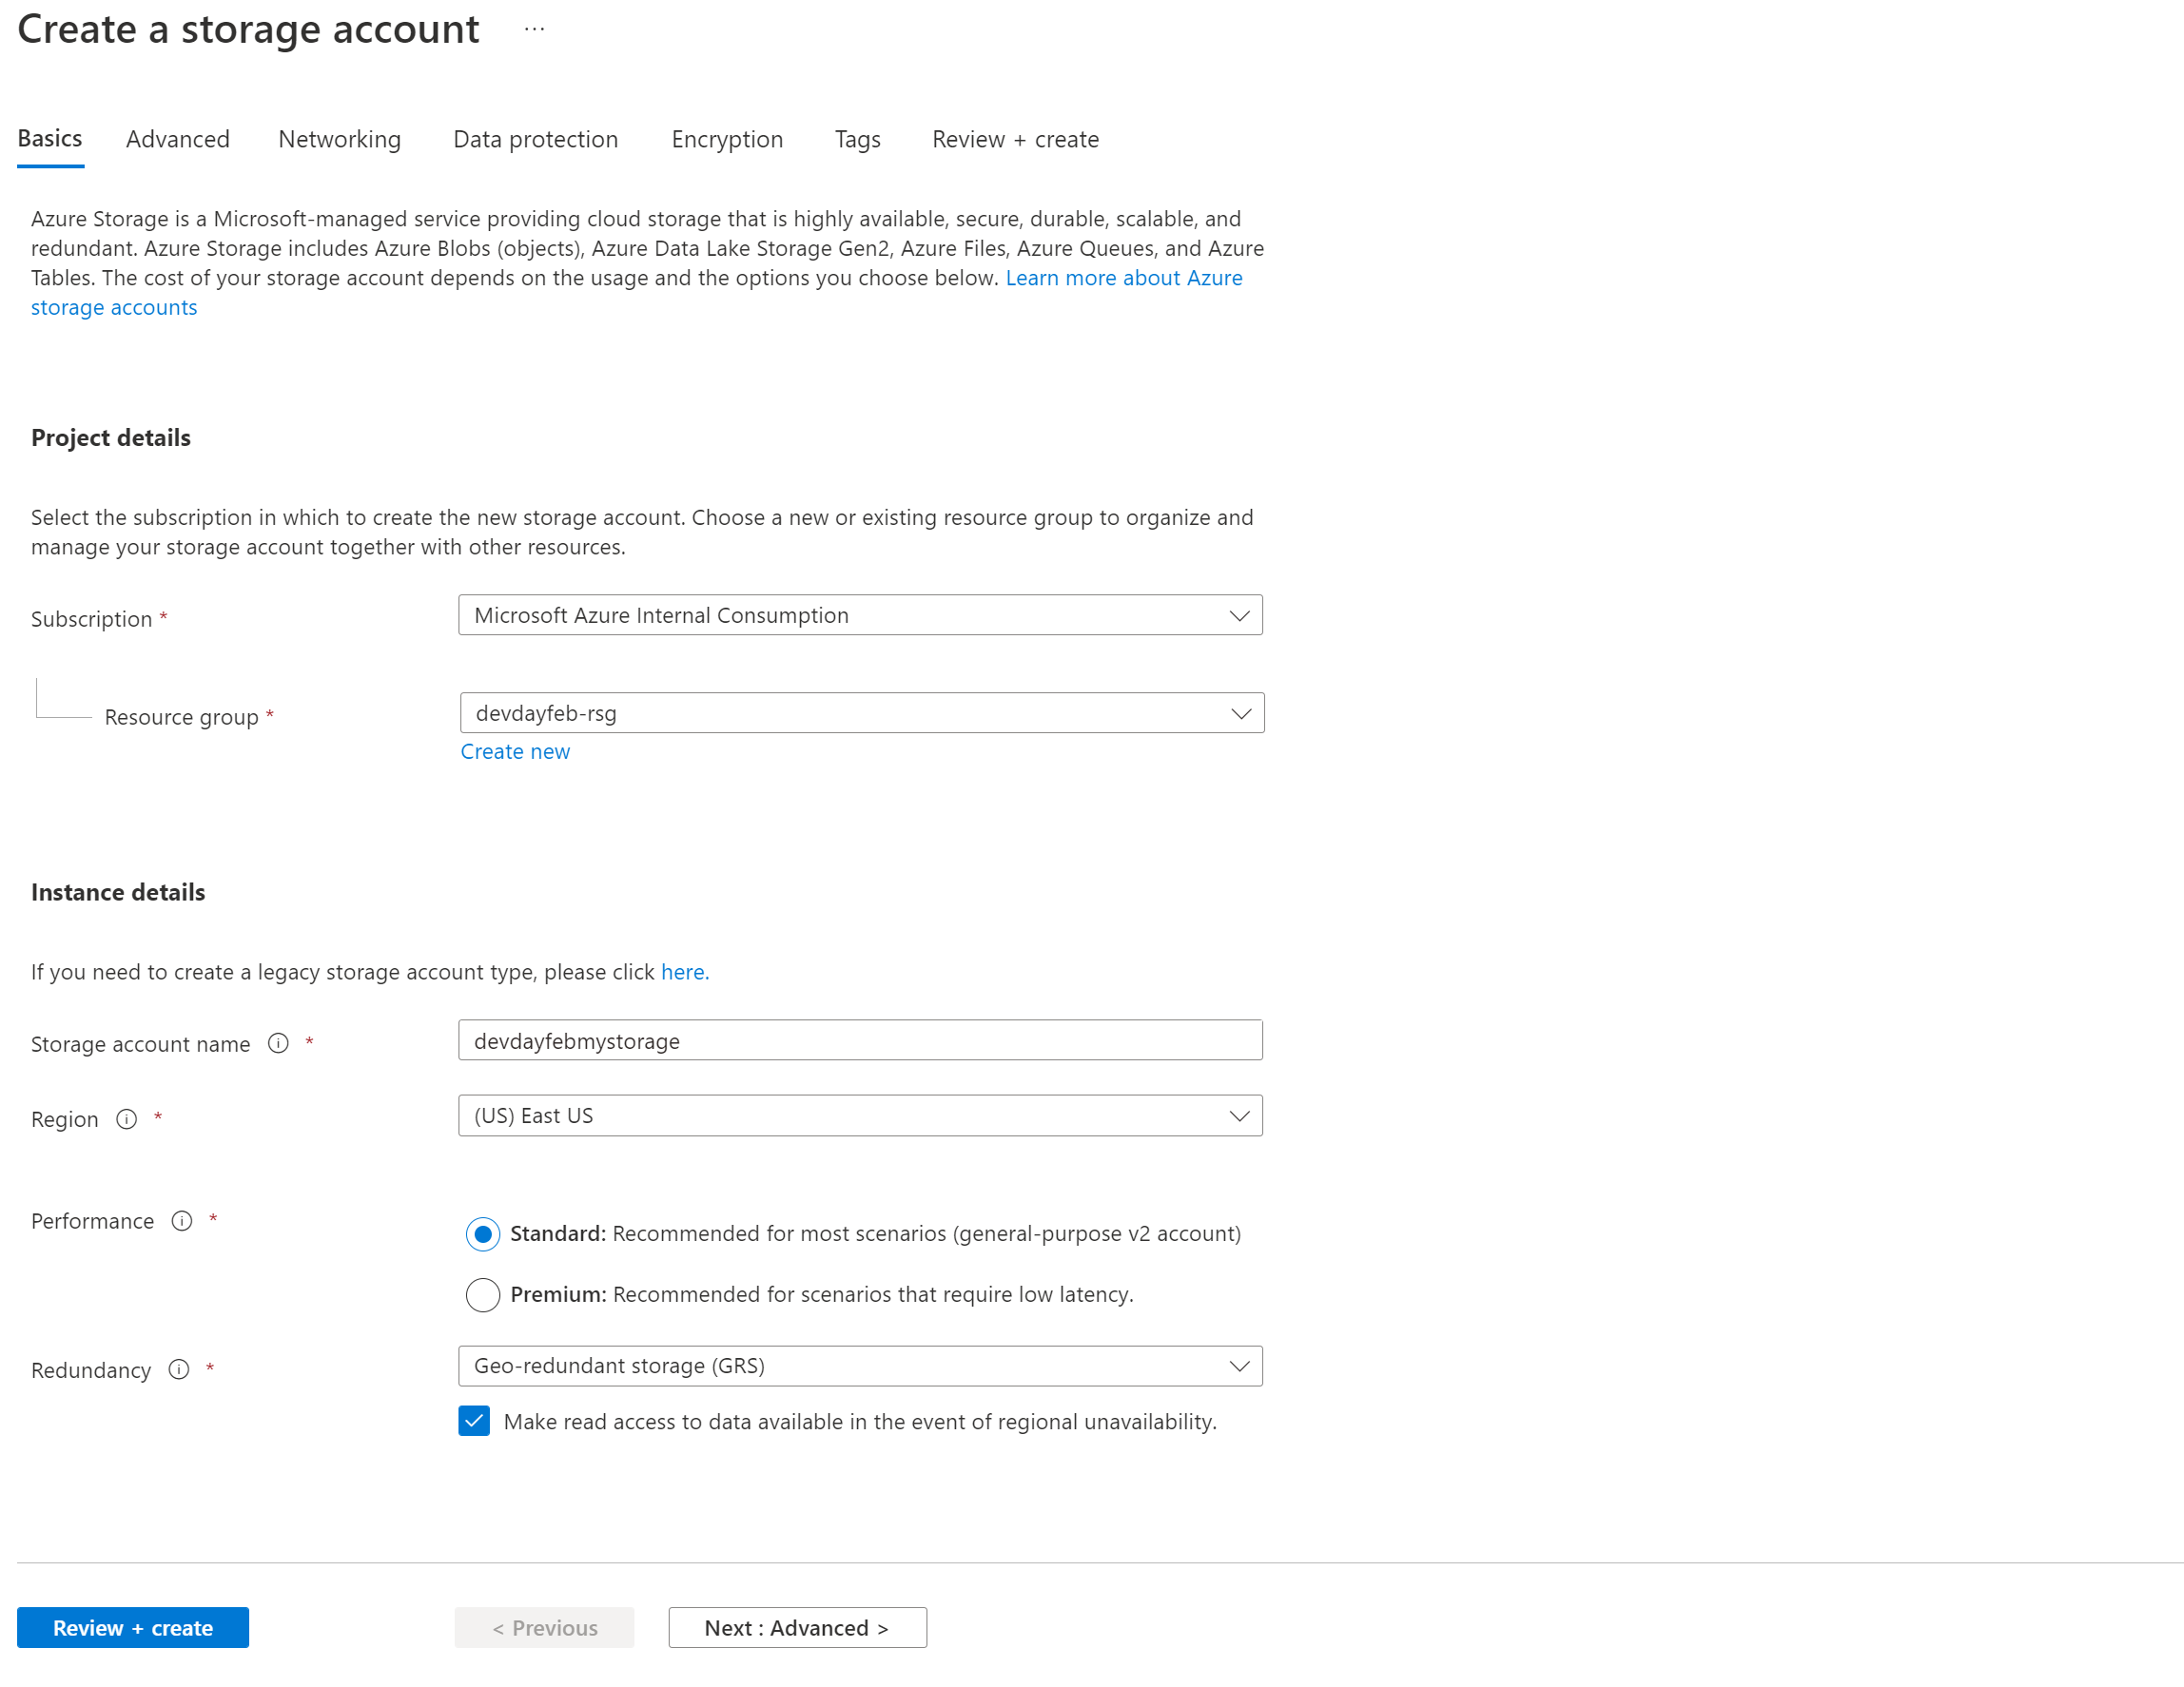 Create a storage account ...
Basics Advanced Networking Data protection Encryption Tags Review + create
Azure Storage is a Microsoft-managed service providing cloud storage that is highly available, secure, durable, scalable, and
redundant. Azure Storage includes Azure Blobs (objects), Azure Data Lake Storage Gen2, Azure Files, Azure Queues, and Azure
Tables. The cost of your storage account depends on the usage and the options you choose below. Learn more about Azure
storage accounts
Project details
Select the subscription in which to create the new storage account. Choose a new or existing resource group to organize and
manage your storage account together with other resources.
Subscription *
Microsoft Azure Internal Consumption
Resource group *
devdayfeb-rsg
Create new
Instance details
If you need to create a legacy storage account type, please click here.
Storage account name *
devdayfebmystorage
Region *
(US) East US
Performance *
Standard: Recommended for most scenarios (general-purpose v2 account)
Premium: Recommended for scenarios that require low latency.
Redundancy *
Geo-redundant storage (GRS)
Make read access to data available in the event of regional unavailability.
Review + create
< Previous
Next : Advanced >